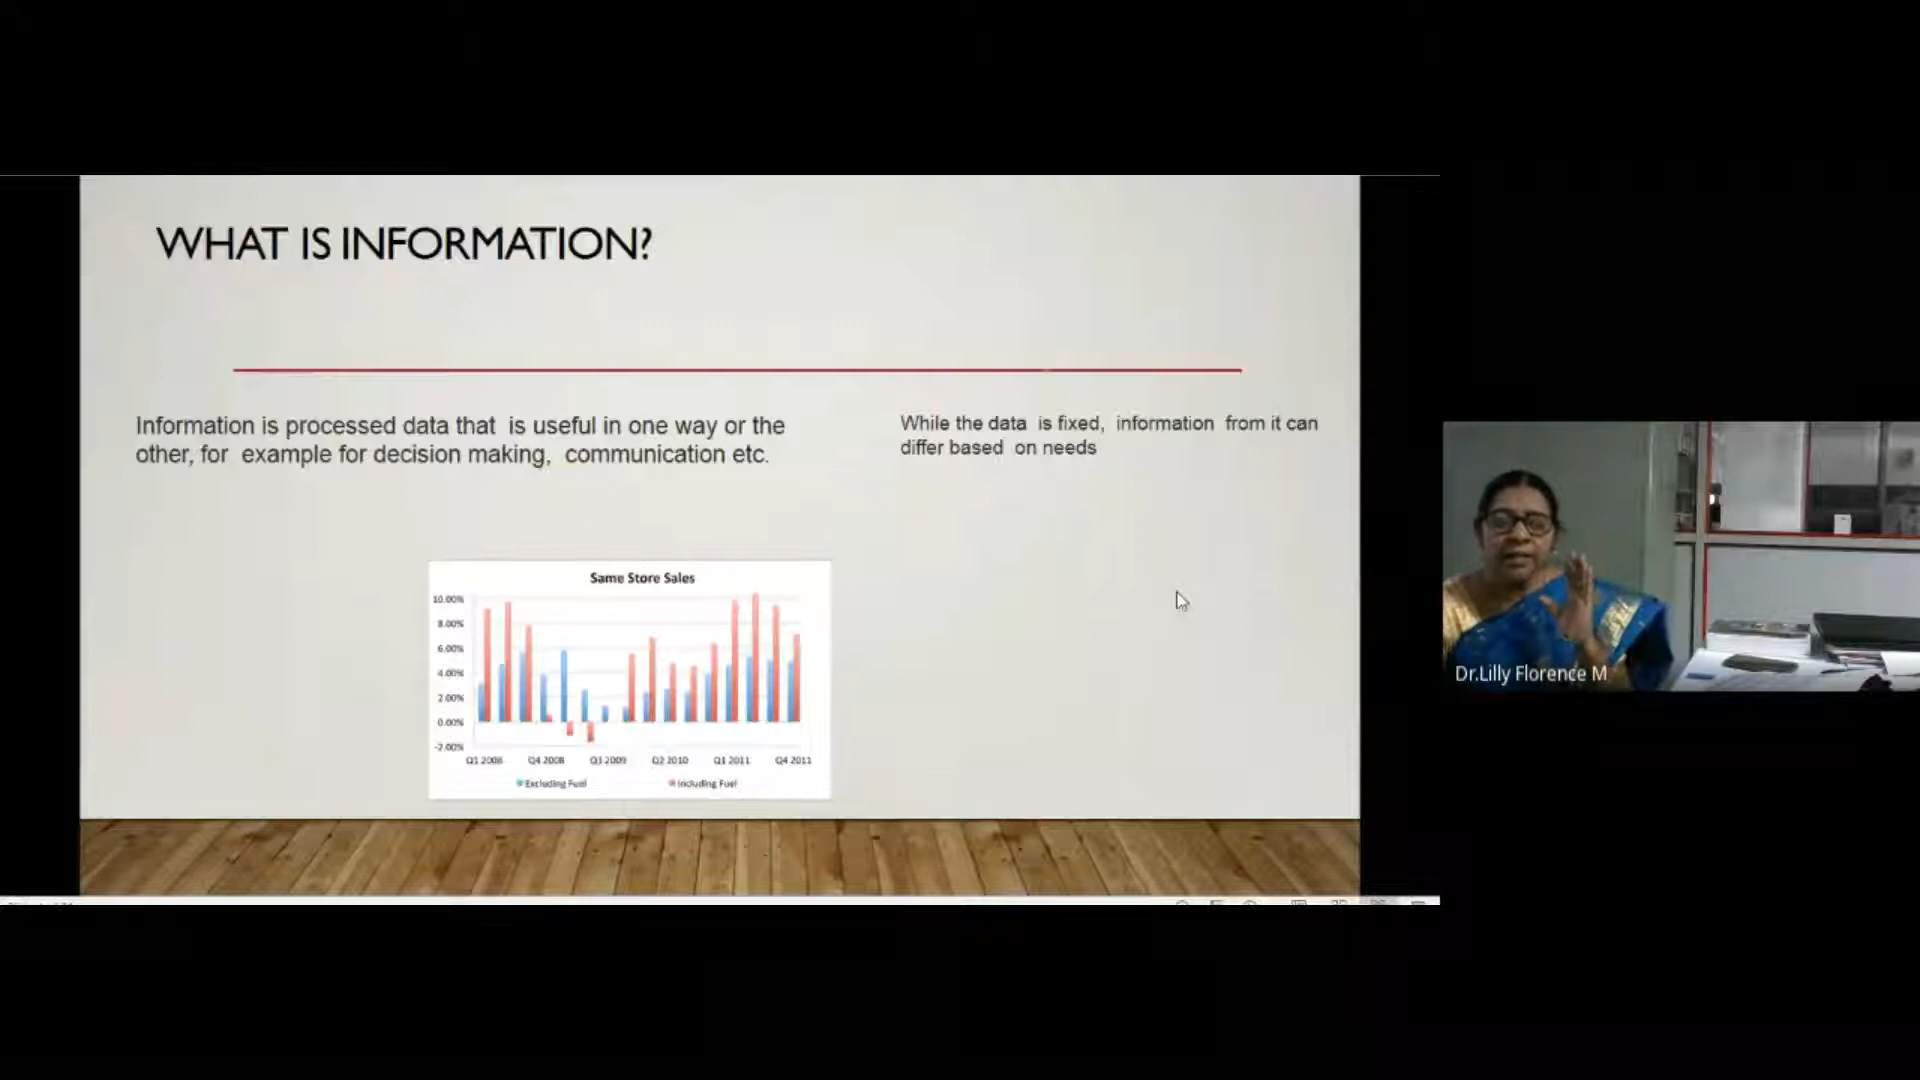 WHAT IS INFORMATION?
Information is processed data that is useful in one way or the
other, for example for decision making, communication etc.
While the data is fixed, information from it can
differ based on needs
Same Store Sales
10.00%
8.00%
6.00%
4.00%
2.00%
0.00%
-2.00%
Q1 2008 Q4 2008 Q3 2009 Q2 2010 Q1 2011 Q4 2011
Excluding Fuel Including Fuel
Dr.Lilly Florence M